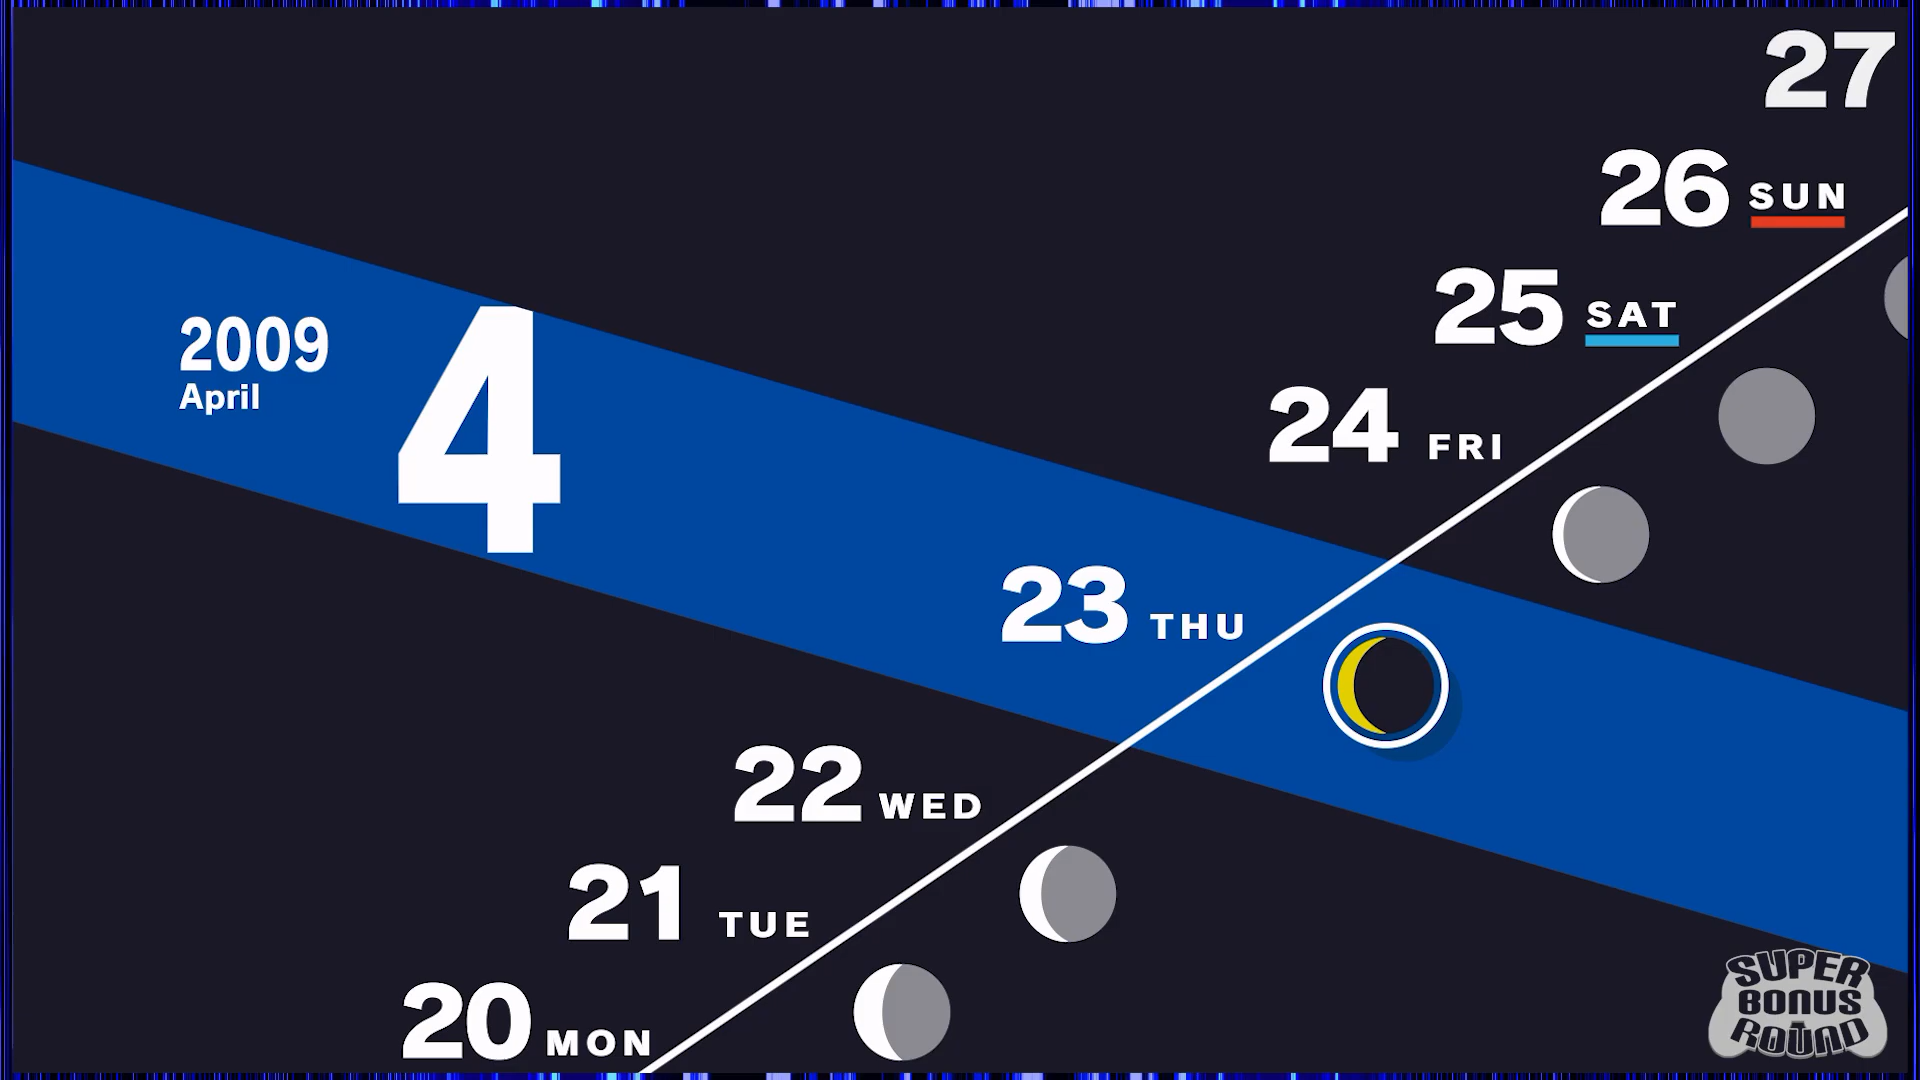 27
26 SUN
25 SAT
24 FRI
2009
April
4
23 THU
22 WED
21 TUE
20 MON
SUPER
BONUS
ROUND